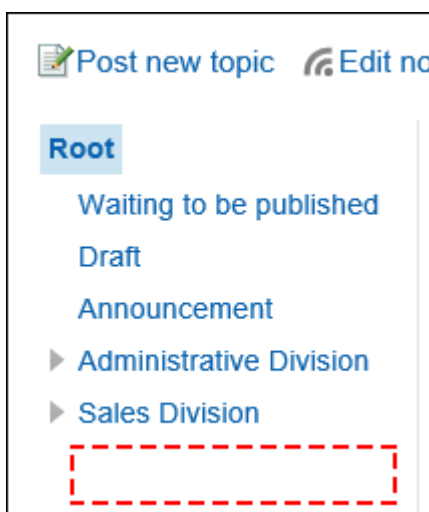 Post new topic Edit no
Root
Waiting to be published
Draft
Announcement
Administrative Division
Sales Division